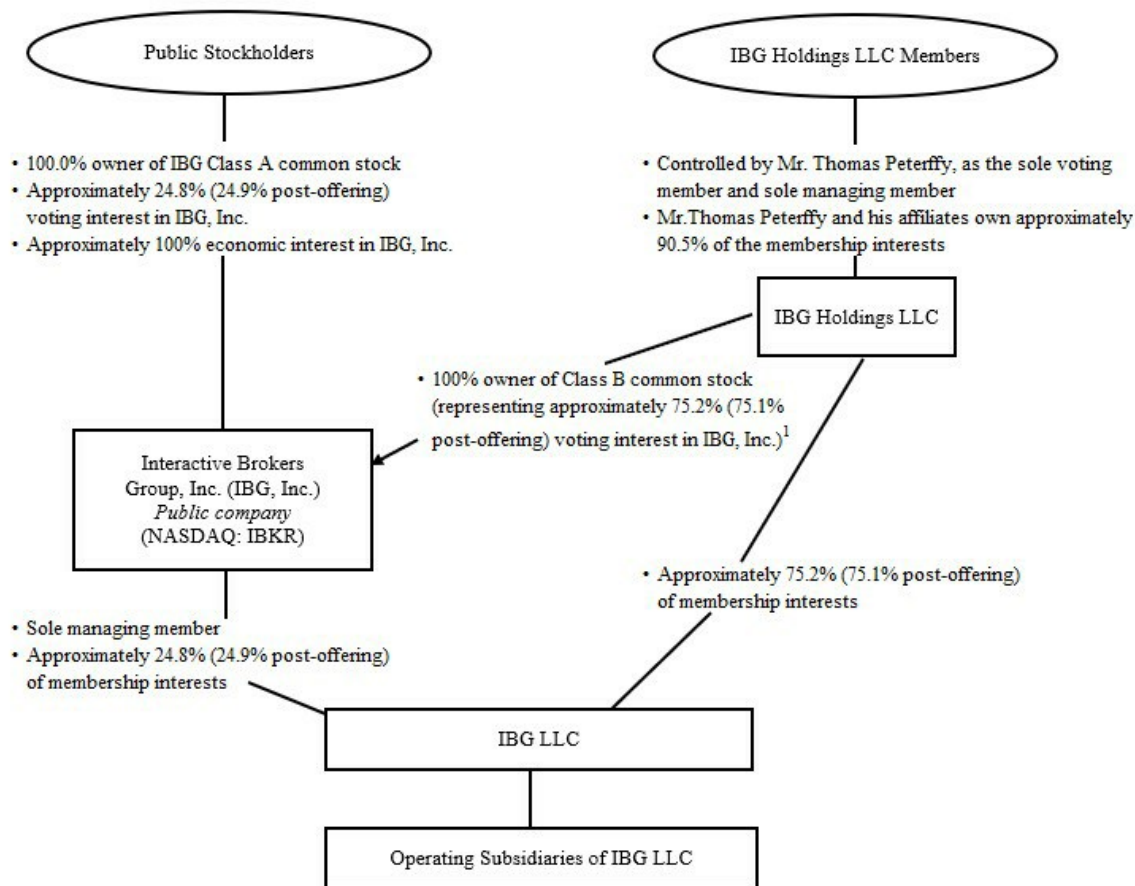 Public Stockholders
IBG Holdings LLC Members
• 100.0% owner of IBG Class A common stock
• Approximately 24.8% (24.9% post-offering)
voting interest in IBG, Inc.
• Approximately 100% economic interest in IBG, Inc.
• Controlled by Mr. Thomas Peterffy, as the sole voting
member and sole managing member
• Mr.Thomas Peterffy and his affiliates own approximately
90.5% of the membership interests
IBG Holdings LLC
• 100% owner of Class B common stock
(representing approximately 75.2% (75.1%
post-offering) voting interest in IBG, Inc.)1
Interactive Brokers
Group, Inc. (IBG, Inc.)
Public company
(NASDAQ: IBKR)
• Approximately 75.2% (75.1% post-offering)
of membership interests
• Sole managing member
• Approximately 24.8% (24.9% post-offering)
of membership interests
IBG LLC
Operating Subsidiaries of IBG LLC